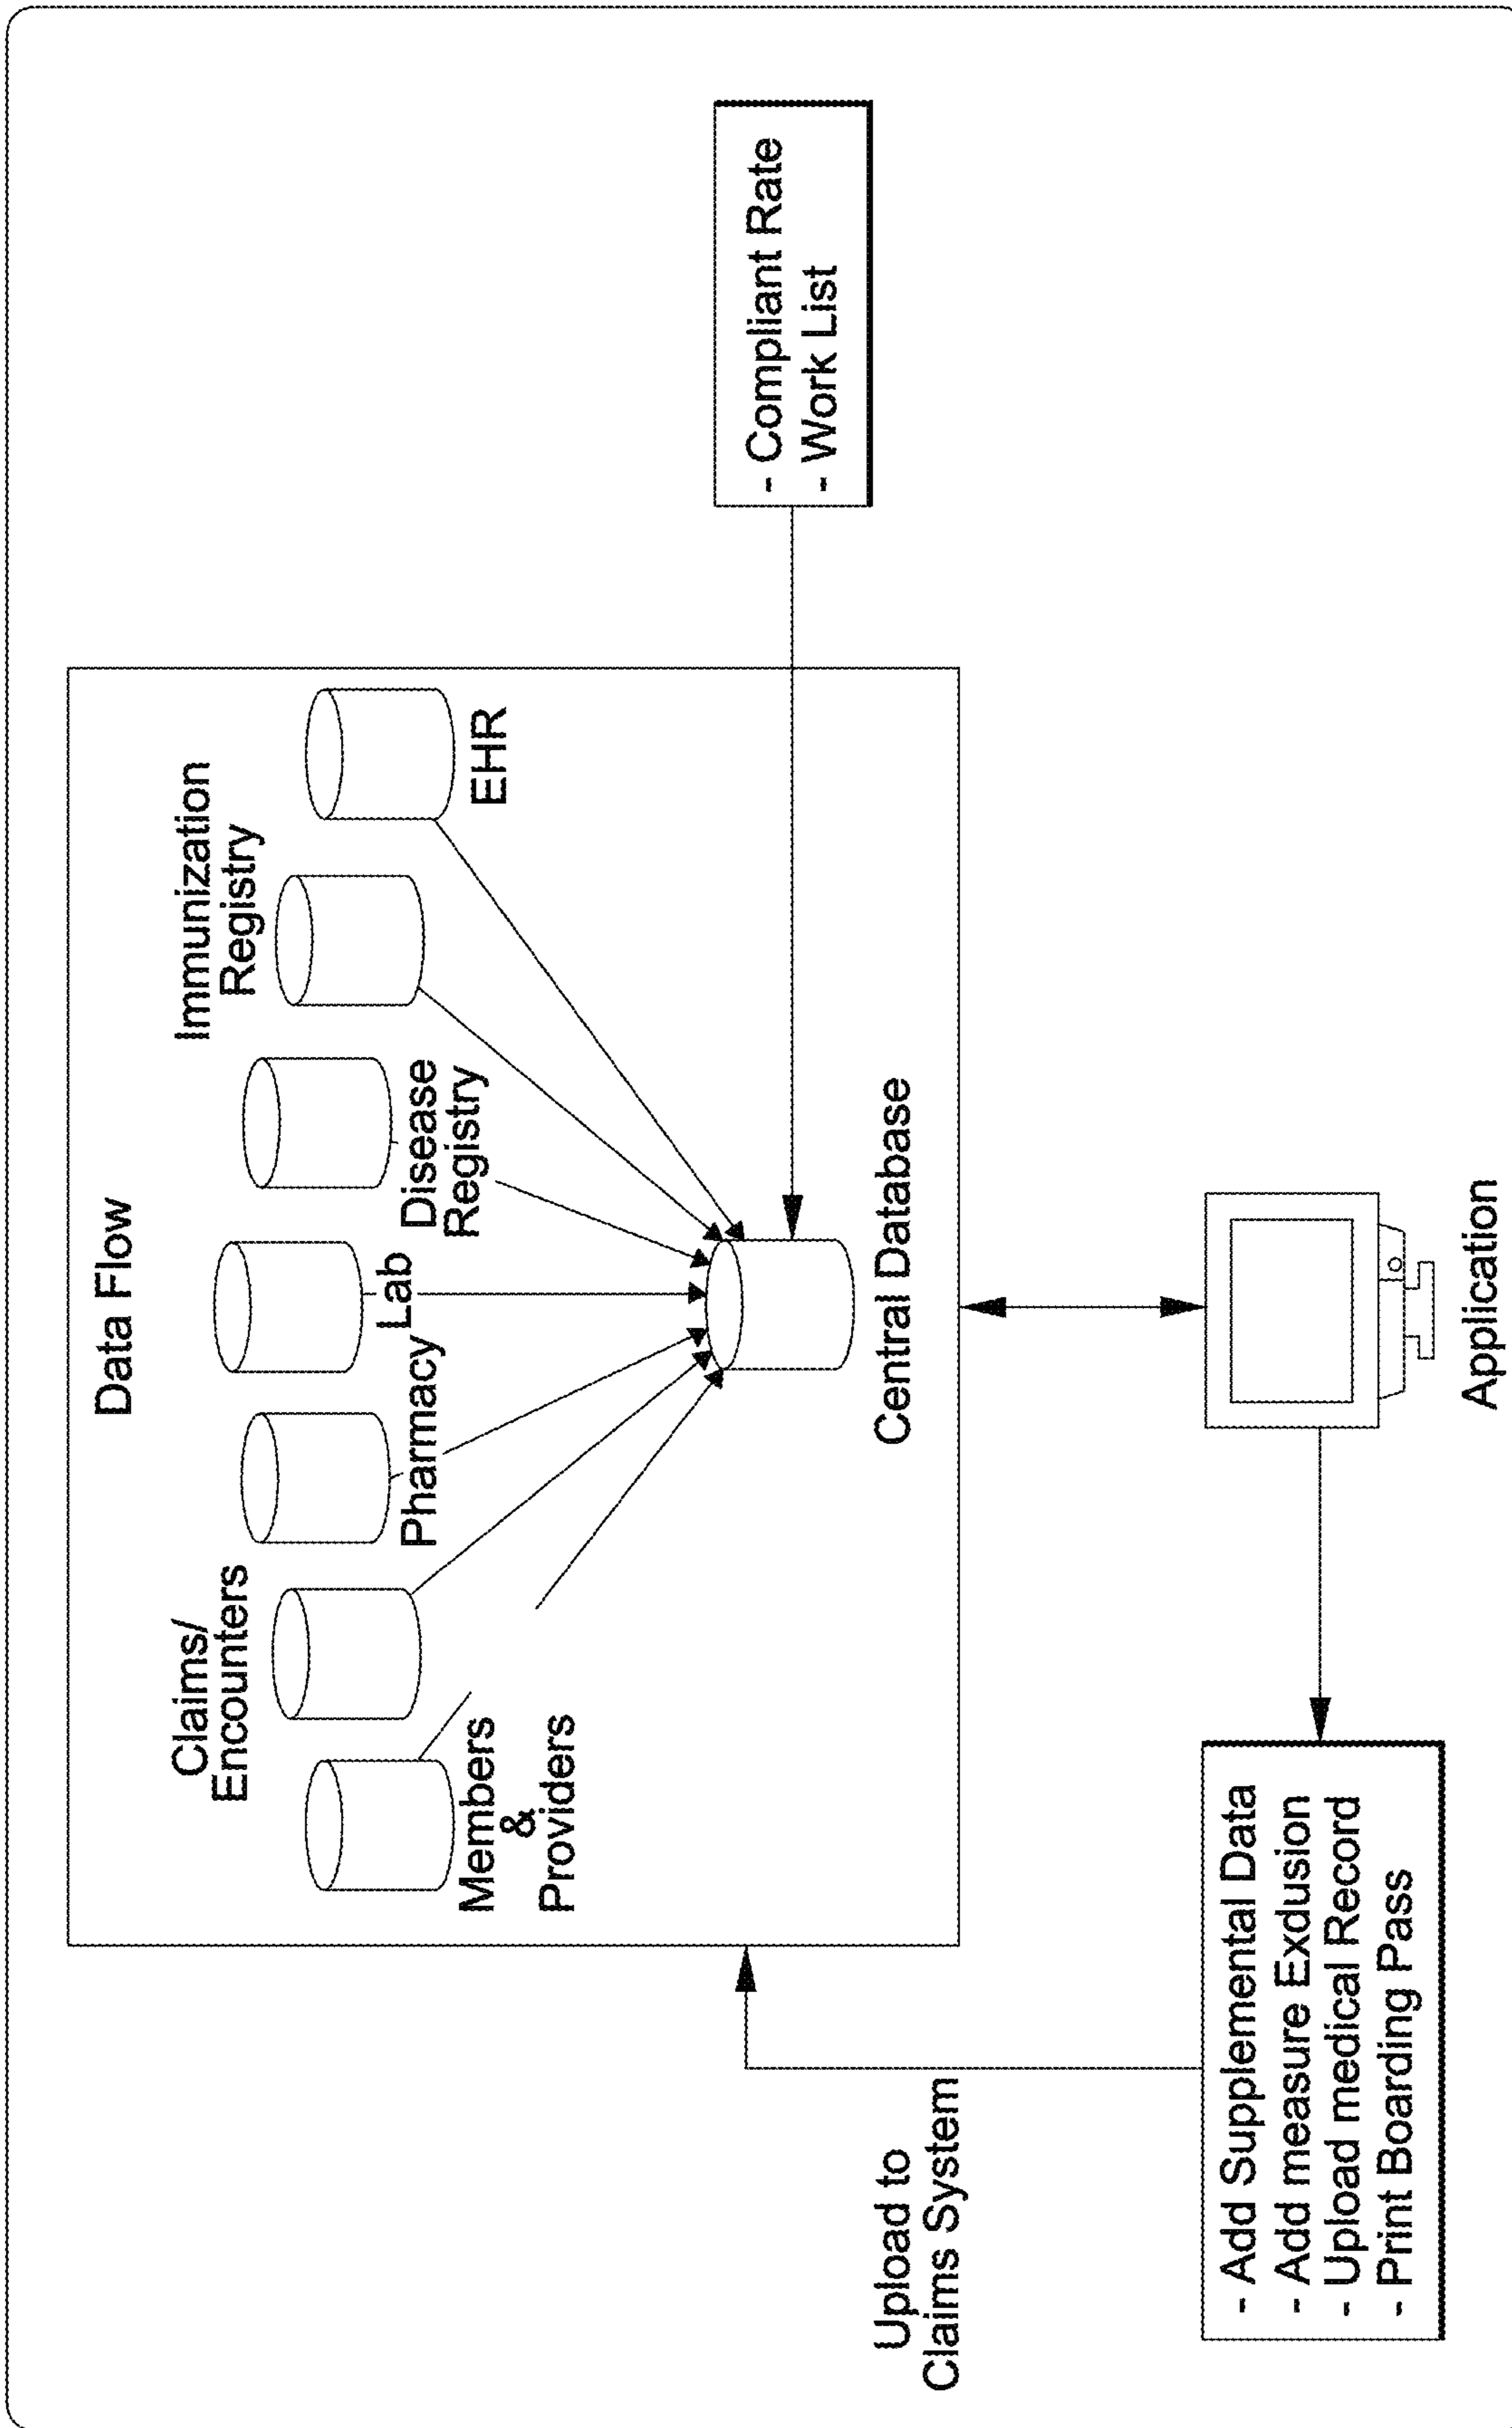 Data Flow
Claims/
Encounters
Immunization
Registry
Members
&
Providers
Pharmacy
Lab
Disease
Registry
EHR
Central Database
- Compliant Rate
- Work List
Upload to
Claims System
- Add Supplemental Data
- Add measure Exdusion
- Upload medical Record
- Print Boarding Pass
Application